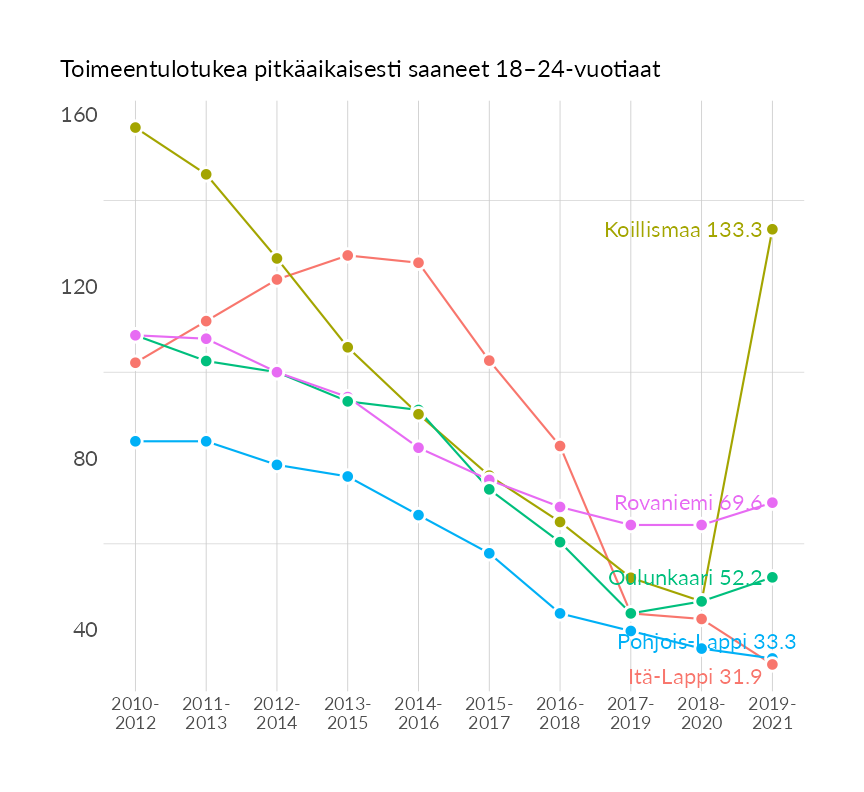 Toimeentulotukea pitkäaikaisesti saaneet 18–24-vuotiaat
160
120
80
40
Koillismaa 133.3
Rovaniemi 69.6
Oulunkaari 52.2
Pohjois-Lappi 33.3
Itä-Lappi 31.9
2010- 2011- 2012- 2013- 2014- 2015- 2016- 2017- 2018- 2019-
2012 2013 2014 2015 2016 2017 2018 2019 2020 2021